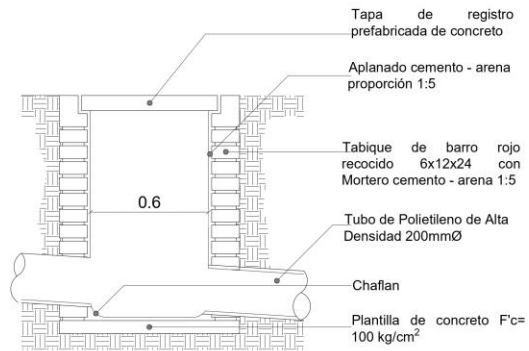 Tapa de registro
prefabricada de concreto
Aplanado cemento - arena
proporción 1:5
Tabique de barro rojo
recocido 6x12x24 con
Mortero cemento - arena 1:5
0.6
Tubo de Polietileno de Alta
Densidad 200mmØ
Chaflan
Plantilla de concreto F'c=
100 kg/cm²